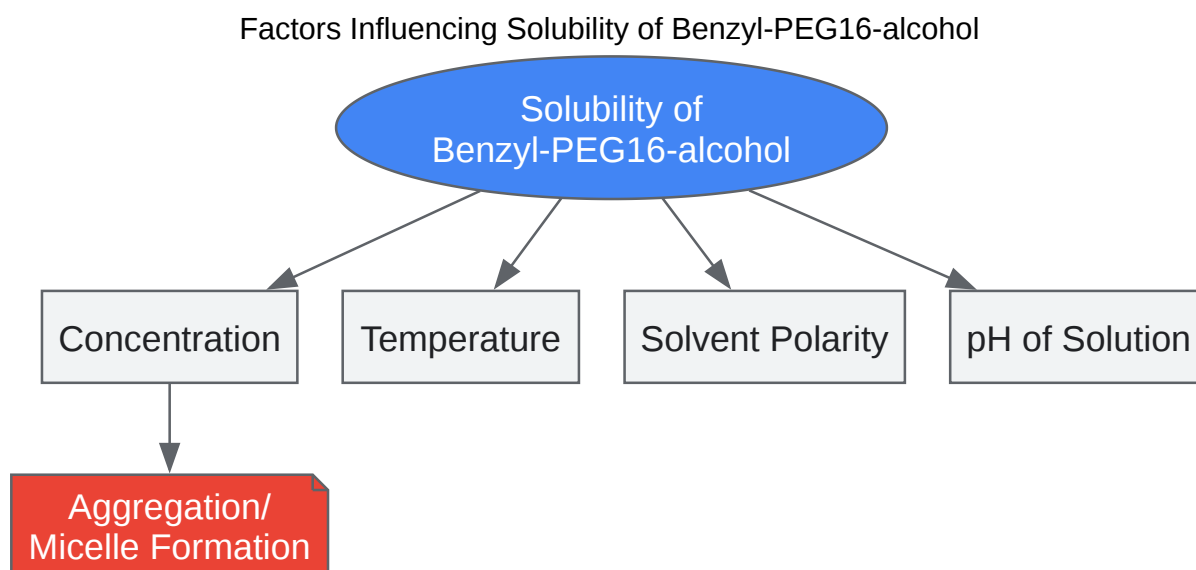 Factors Influencing Solubility of Benzyl-PEG16-alcohol
Solubility of
Benzyl-PEG16-alcohol
Concentration
Temperature
Solvent Polarity
pH of Solution
Aggregation/
Micelle Formation